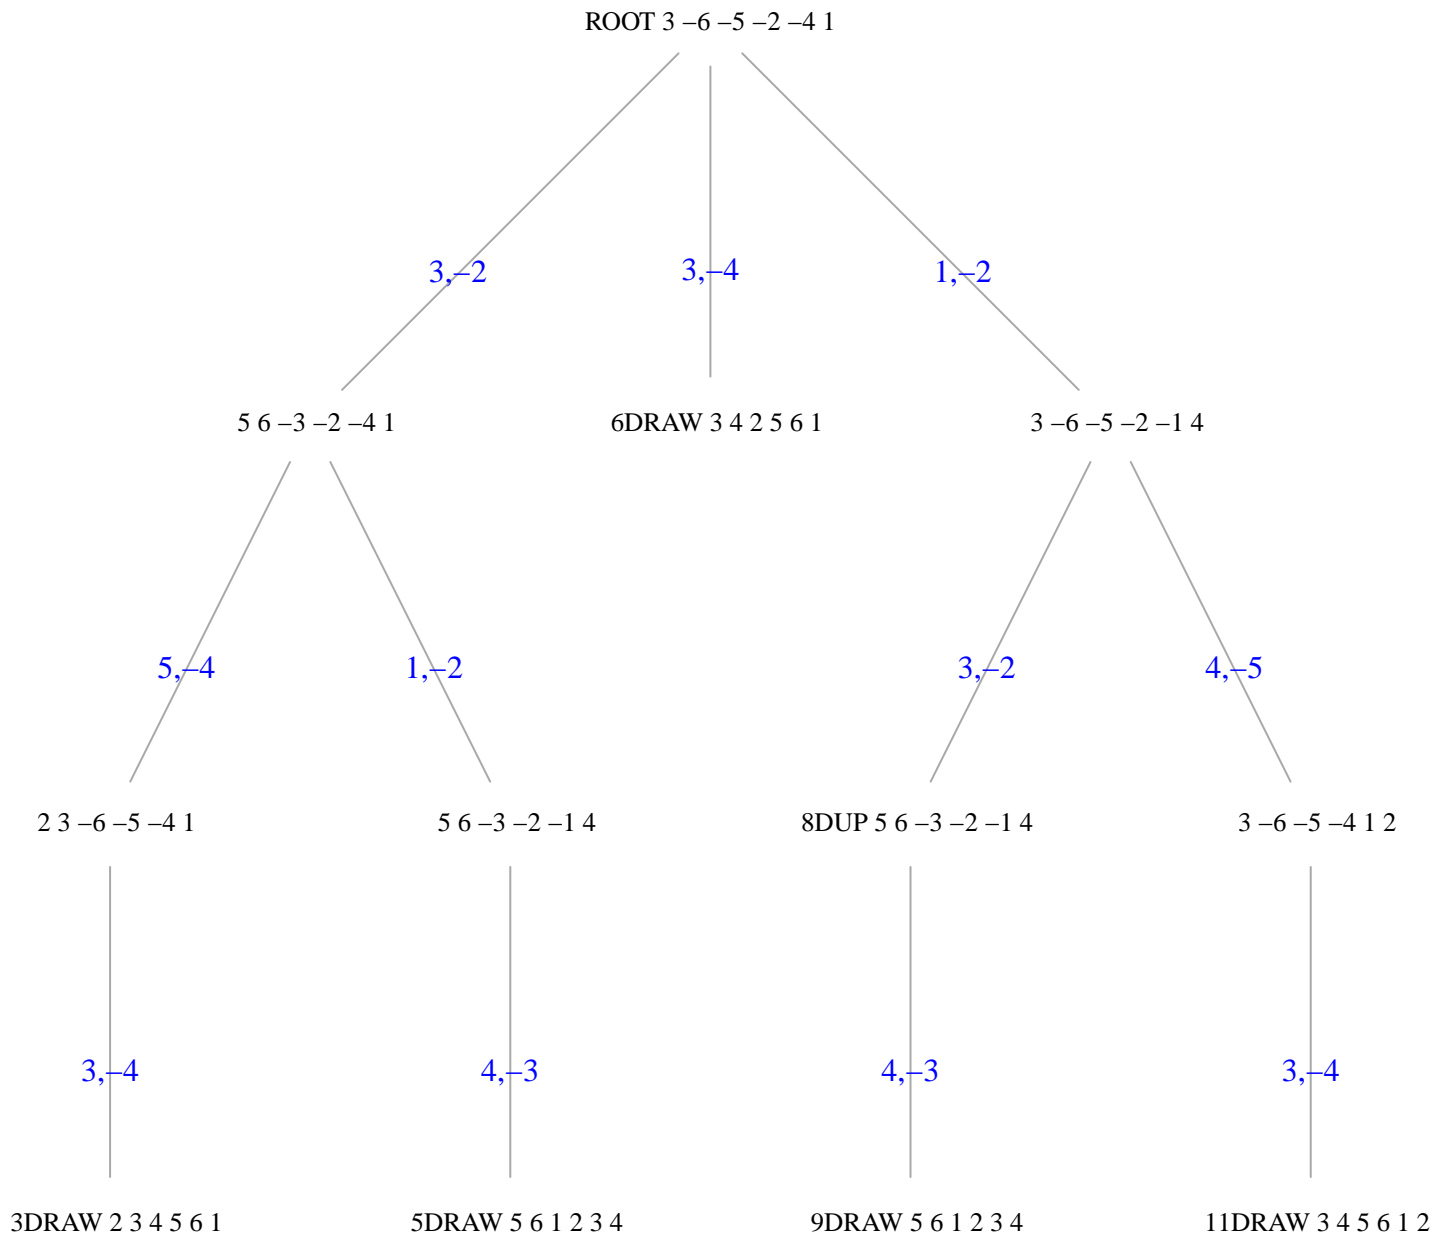 ROOT 3 –6 –5 –2 –4 1
3,–2
3,–4
1,–2
5 6 –3 –2 –4 1
6DRAW 3 4 2 5 6 1
3 –6 –5 –2 –1 4
5,–4
1,–2
3,–2
4,–5
2 3 –6 –5 –4 1
5 6 –3 –2 –1 4
8DUP 5 6 –3 –2 –1 4
3 –6 –5 –4 1 2
3,–4
4,–3
4,–3
3,–4
3DRAW 2 3 4 5 6 1
5DRAW 5 6 1 2 3 4
9DRAW 5 6 1 2 3 4
11DRAW 3 4 5 6 1 2